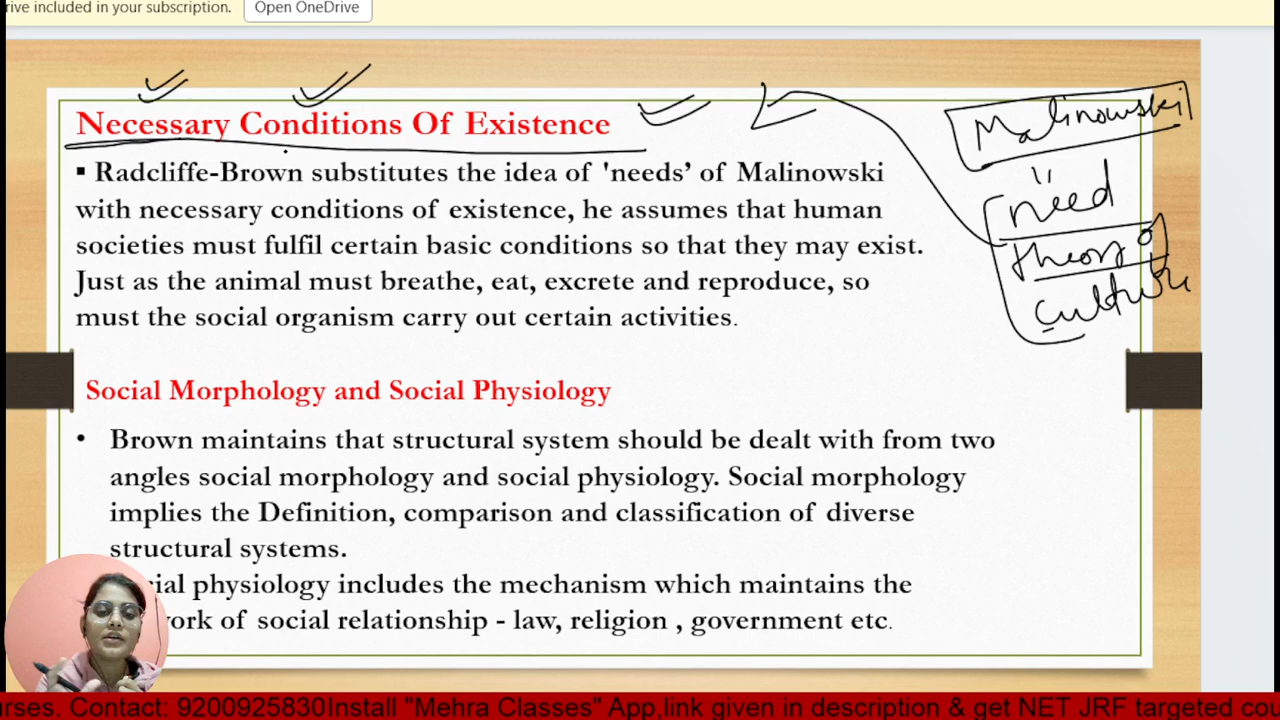 rive included in your subscription. Open OneDrive
Necessary Conditions Of Existence
▪ Radcliffe-Brown substitutes the idea of 'needs’ of Malinowski
with necessary conditions of existence, he assumes that human
societies must fulfil certain basic conditions so that they may exist.
Just as the animal must breathe, eat, excrete and reproduce, so
must the social organism carry out certain activities.
Malinowski
need
theory of
culture
Social Morphology and Social Physiology
• Brown maintains that structural system should be dealt with from two
angles social morphology and social physiology. Social morphology
implies the Definition, comparison and classification of diverse
structural systems.
cial physiology includes the mechanism which maintains the
work of social relationship - law, religion , government etc.
urses. Contact: 9200925830Install "Mehra Classes" App,link given in description & get NET JRF targeted cou